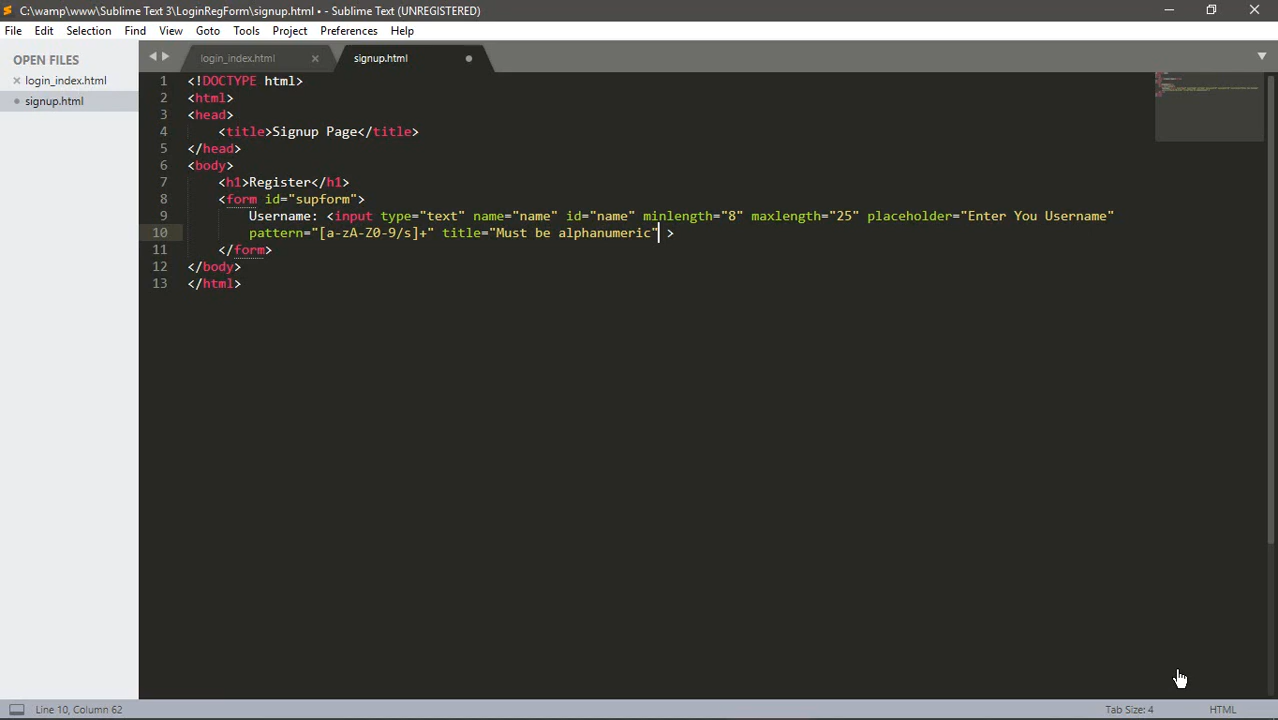 C:\wamp\www\Sublime Text 3\LoginRegForm\signup.html • - Sublime Text (UNREGISTERED)
File Edit Selection View Find Goto Tools Project Preferences Help
OPEN FILES
login_index.html
signup.html
login_index.html
signup.html
1 <!DOCTYPE html>
2 <html>
3 <head>
4 <title>Signup Page</title>
5 </head>
6 <body>
7 <h1>Register</h1>
8 <form id="supform">
9 Username: <input type="text" name="name" id="name" minlength="8" maxlength="25" placeholder="Enter You Username"
10 pattern="[a-zA-Z0-9/s]+" title="Must be alphanumeric" >
11 </form>
12 </body>
13 </html>
Line 10, Column 62
Tab Size: 4
HTML